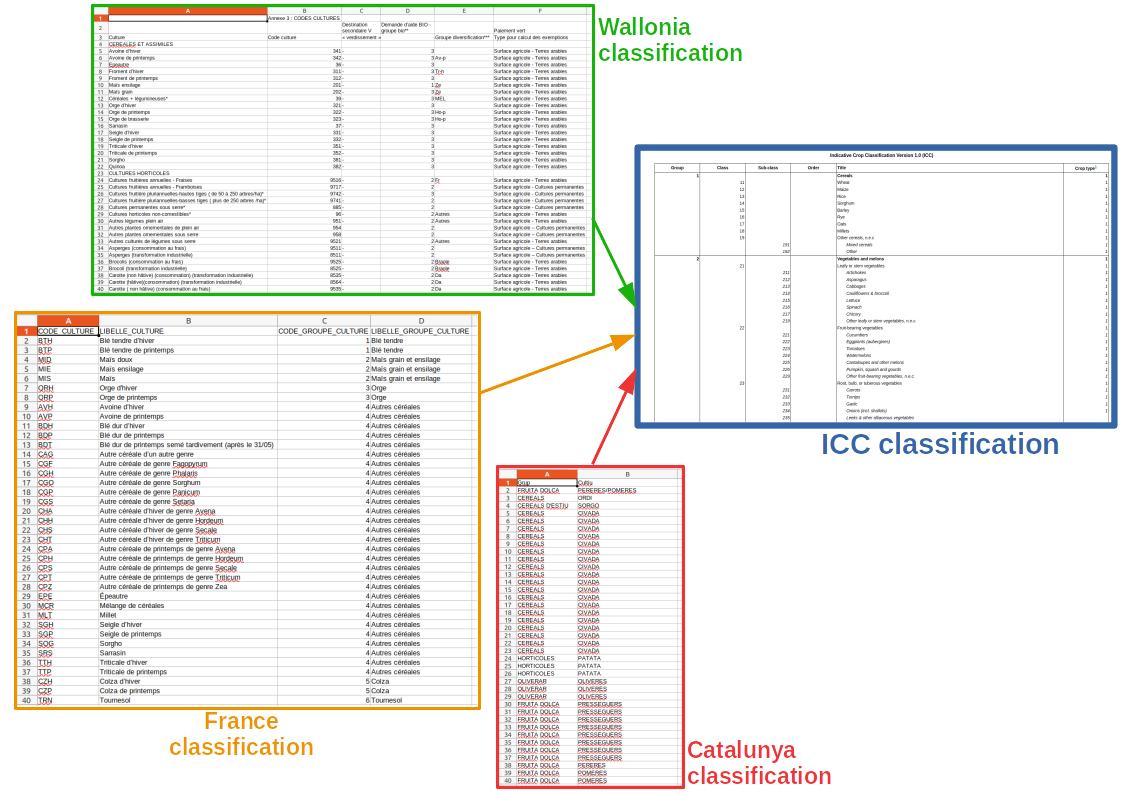 A B C D E F
1 Annexe 3 : CODES CULTURES
2 Destination secondaire V Demande d'aide BIO - groupe bio** Paiement vert
3 Culture Code culture « verdissement » Groupe diversification*** Type pour calcul des exemptions
4 CEREALES ET ASSIMILES
5 Avoine d'hiver 341- 3 Surface agricole - Terres arables
6 Avoine de printemps 342- 3 Av-p Surface agricole - Terres arables
7 Epeautre 36- 3 Surface agricole - Terres arables
8 Froment d'hiver 311- 3 Tr-h Surface agricole - Terres arables
9 Froment de printemps 312- 3 Surface agricole - Terres arables
10 Maïs ensilage 201- 1 Ze Surface agricole - Terres arables
11 Maïs grain 202- 3 Ze Surface agricole - Terres arables
12 Céréales + légumineuses* 39- 3 MEL Surface agricole - Terres arables
13 Orge d'hiver 321- 3 Surface agricole - Terres arables
14 Orge de printemps 322- 3 Ho-p Surface agricole - Terres arables
15 Orge de brasserie 323- 3 Ho-p Surface agricole - Terres arables
16 Sarrasin 37- 3 Surface agricole - Terres arables
17 Seigle d'hiver 331- 3 Surface agricole - Terres arables
18 Seigle de printemps 332- 3 Surface agricole - Terres arables
19 Triticale d'hiver 351- 3 Surface agricole - Terres arables
20 Triticale de printemps 352- 3 Surface agricole - Terres arables
21 Sorgho 381- 3 Surface agricole - Terres arables
22 Quinoa 382- 3 Surface agricole - Terres arables
23 CULTURES HORTICOLES
24 Cultures fruitières annuelles - Fraises 9516- 2 Fr Surface agricole - Terres arables
25 Cultures fruitières annuelles - Framboises 9717- 2 Surface agricole - Cultures permanentes
26 Cultures fruitière pluriannuelles-hautes tiges ( de 50 à 250 arbres/ha)* 9742- 3 Surface agricole - Cultures permanentes
27 Cultures fruitière pluriannuelles-basses tiges ( plus de 250 arbres /ha)* 9741- 2 Surface agricole - Cultures permanentes
28 Cultures permanentes sous serre* 885- 2 Surface agricole – Cultures permanentes
29 Cultures horticoles non-comestibles* 96- 2 Autres Surface agricole - Terres arables
30 Autres légumes plein air 951- 2 Autres Surface agricole - Terres arables
31 Autres plantes ornementales de plein air 954 2 Surface agricole – Cultures permanentes
32 Autres plantes ornementales sous serre 958 2 Surface agricole – Cultures permanentes
33 Autres cultures de légumes sous serre 9521 2 Autres Surface agricole - Terres arables
34 Asperges (consommation au frais) 9511- 2 Surface agricole – Cultures permanentes
35 Asperges (transformation industrielle) 8511- 2 Surface agricole – Cultures permanentes
36 Brocolis (consommation au frais) 9525- 2 Surface agricole - Terres arables
37 Brocoli (transformation industrielle) 8525- 2 Surface agricole - Terres arables
38 Carotte (non hâtive) (consommation) (transformation industrielle) 8535- 2 Da Surface agricole - Terres arables
39 Carotte (hâtive)(consommation) (transformation industrielle) 8564- 2 Da Surface agricole - Terres arables
40 Carotte ( non hâtive) (consommation au frais) 9535- 2 Da Surface agricole - Terres arables
Wallonia
classification
Indicative Crop Classification Version 1.0 (ICC)
Group Class Sub-class Order Title Crop type¹
1 Cereals 1
11 Wheat 1
12 Maize 1
13 Rice 1
14 Sorghum 1
15 Barley 1
16 Rye 1
17 Oats 1
18 Millets 1
19 Other cereals, n.e.c. 1
191 Mixed cereals 1
192 Other 1
2 Vegetables and melons 1
21 Leafy or stem vegetables 1
211 Artichokes 1
212 Asparagus 1
213 Cabbages 1
214 Cauliflowers & broccoli 1
215 Lettuce 1
216 Spinach 1
217 Chicory 1
219 Other leafy or stem vegetables, n.e.c. 1
22 Fruit-bearing vegetables 1
221 Cucumbers 1
222 Eggplants (aubergines) 1
223 Tomatoes 1
224 Watermelons 1
225 Cantaloupes and other melons 1
226 Pumpkin, squash and gourds 1
229 Other fruit-bearing vegetables, n.e.c. 1
23 Root, bulb, or tuberous vegetables 1
231 Carrots 1
232 Turnips 1
233 Garlic 1
234 Onions (incl. shallots) 1
235 Leeks & other alliaceous vegetables 1
ICC classification
A B C D
1 CODE_CULTURE LIBELLE_CULTURE CODE_GROUPE_CULTURE LIBELLE_GROUPE_CULTURE
2 BTH Blé tendre d'hiver 1 Blé tendre
3 BTP Blé tendre de printemps 1 Blé tendre
4 MID Maïs doux 2 Maïs grain et ensilage
5 MIE Maïs ensilage 2 Maïs grain et ensilage
6 MIS Maïs 2 Maïs grain et ensilage
7 ORH Orge d'hiver 3 Orge
8 ORP Orge de printemps 3 Orge
9 AVH Avoine d'hiver 4 Autres céréales
10 AVP Avoine de printemps 4 Autres céréales
11 BDH Blé dur d'hiver 4 Autres céréales
12 BDP Blé dur de printemps 4 Autres céréales
13 BDT Blé dur de printemps semé tardivement (après le 31/05) 4 Autres céréales
14 CAG Autre céréale d'un autre genre 4 Autres céréales
15 CGF Autre céréale de genre Fagopyrum 4 Autres céréales
16 CGH Autre céréale de genre Phalaris 4 Autres céréales
17 CGO Autre céréale de genre Sorghum 4 Autres céréales
18 CGP Autre céréale de genre Panicum 4 Autres céréales
19 CGS Autre céréale de genre Setaria 4 Autres céréales
20 CHA Autre céréale d'hiver de genre Avena 4 Autres céréales
21 CHH Autre céréale d'hiver de genre Hordeum 4 Autres céréales
22 CHS Autre céréale d'hiver de genre Secale 4 Autres céréales
23 CHT Autre céréale d'hiver de genre Triticum 4 Autres céréales
24 CPA Autre céréale de printemps de genre Avena 4 Autres céréales
25 CPH Autre céréale de printemps de genre Hordeum 4 Autres céréales
26 CPS Autre céréale de printemps de genre Secale 4 Autres céréales
27 CPT Autre céréale de printemps de genre Triticum 4 Autres céréales
28 CPZ Autre céréale de printemps de genre Zea 4 Autres céréales
29 EPE Épeautre 4 Autres céréales
30 MCR Mélange de céréales 4 Autres céréales
31 MLT Millet 4 Autres céréales
32 SGH Seigle d'hiver 4 Autres céréales
33 SGP Seigle de printemps 4 Autres céréales
34 SOG Sorgho 4 Autres céréales
35 SRS Sarrasin 4 Autres céréales
36 TTH Triticale d'hiver 4 Autres céréales
37 TTP Triticale de printemps 4 Autres céréales
38 CZH Colza d'hiver 5 Colza
39 CZP Colza de printemps 5 Colza
40 TRN Tournesol 6 Tournesol
France
classification
A B
1 Grup Cultiu
2 FRUITA DOLÇA PERERES/POMERES
3 CEREALS ORDI
4 CEREALS D'ESTIU SORGO
5 CEREALS CIVADA
6 CEREALS CIVADA
7 CEREALS CIVADA
8 CEREALS CIVADA
9 CEREALS CIVADA
10 CEREALS CIVADA
11 CEREALS CIVADA
12 CEREALS CIVADA
13 CEREALS CIVADA
14 CEREALS CIVADA
15 CEREALS CIVADA
16 CEREALS CIVADA
17 CEREALS CIVADA
18 CEREALS CIVADA
19 CEREALS CIVADA
20 CEREALS CIVADA
21 CEREALS CIVADA
22 CEREALS CIVADA
23 CEREALS CIVADA
24 HORTICOLES PATATA
25 HORTICOLES PATATA
26 HORTICOLES PATATA
27 OLIVERAR OLIVERES
28 OLIVERAR OLIVERES
29 OLIVERAR OLIVERES
30 FRUITA DOLÇA PRESSEGUERS
31 FRUITA DOLÇA PRESSEGUERS
32 FRUITA DOLÇA PRESSEGUERS
33 FRUITA DOLÇA PRESSEGUERS
34 FRUITA DOLÇA PRESSEGUERS
35 FRUITA DOLÇA PRESSEGUERS
36 FRUITA DOLÇA PRESSEGUERS
37 FRUITA DOLÇA PRESSEGUERS
38 FRUITA DOLÇA PERERES
39 FRUITA DOLÇA POMERES
40 FRUITA DOLÇA POMERES
Catalunya
classification